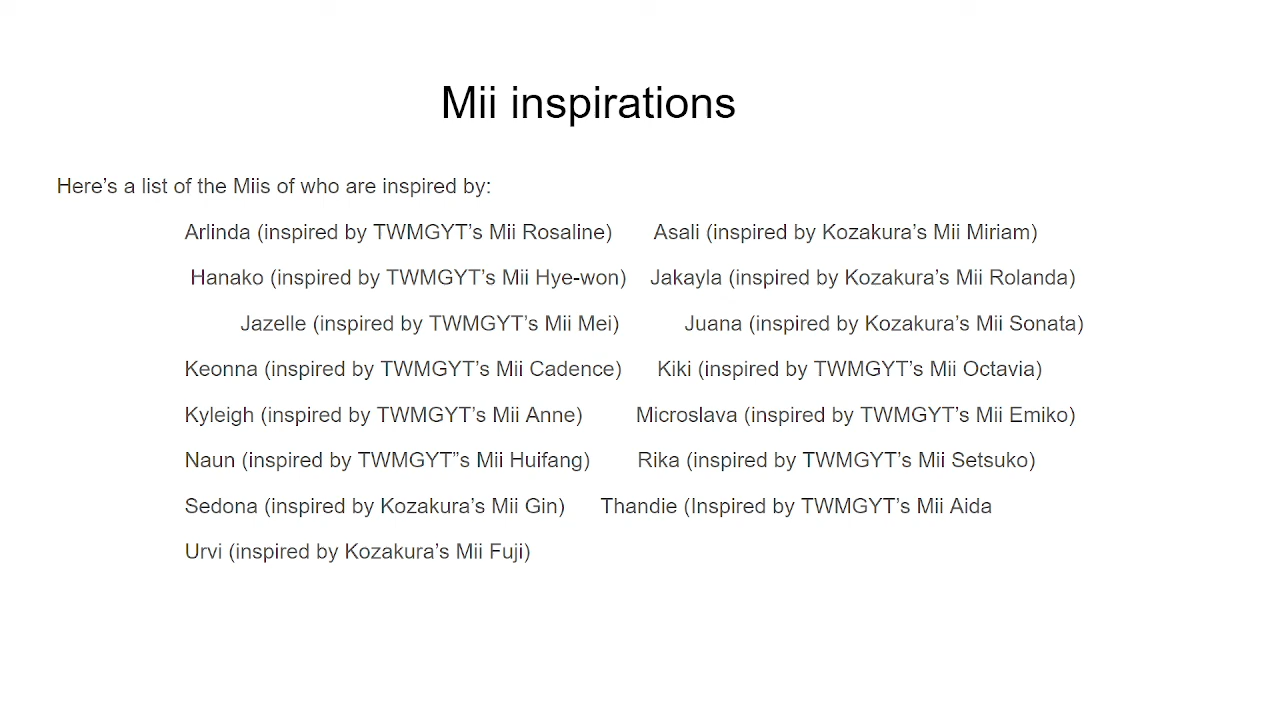 Mii inspirations
Here’s a list of the Miis of who are inspired by:
Arlinda (inspired by TWMGYT’s Mii Rosaline) Asali (inspired by Kozakura’s Mii Miriam)
Hanako (inspired by TWMGYT’s Mii Hye-won) Jakayla (inspired by Kozakura’s Mii Rolanda)
Jazelle (inspired by TWMGYT’s Mii Mei) Juana (inspired by Kozakura’s Mii Sonata)
Keonna (inspired by TWMGYT’s Mii Cadence) Kiki (inspired by TWMGYT’s Mii Octavia)
Kyleigh (inspired by TWMGYT’s Mii Anne) Microslava (inspired by TWMGYT’s Mii Emiko)
Naun (inspired by TWMGYT”s Mii Huifang) Rika (inspired by TWMGYT’s Mii Setsuko)
Sedona (inspired by Kozakura’s Mii Gin) Thandie (Inspired by TWMGYT’s Mii Aida
Urvi (inspired by Kozakura’s Mii Fuji)